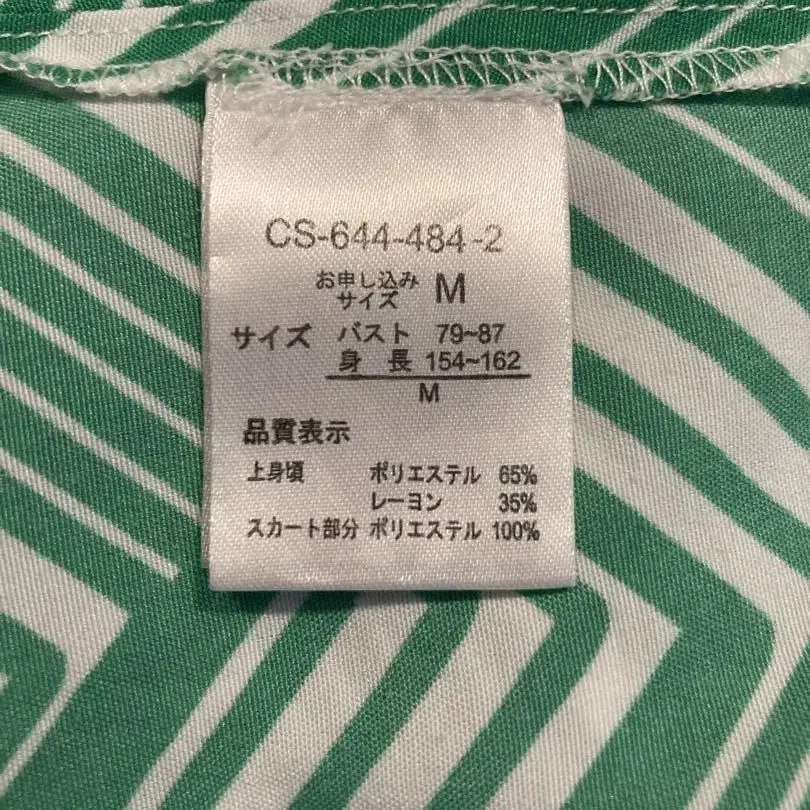 CS-644-484-2
お申し込み
サイズ M
サイズ バスト 79~87
身 長 154~162
M
品質表示
上身頃 ポリエステル 65%
レーヨン 35%
スカート部分 ポリエステル 100%